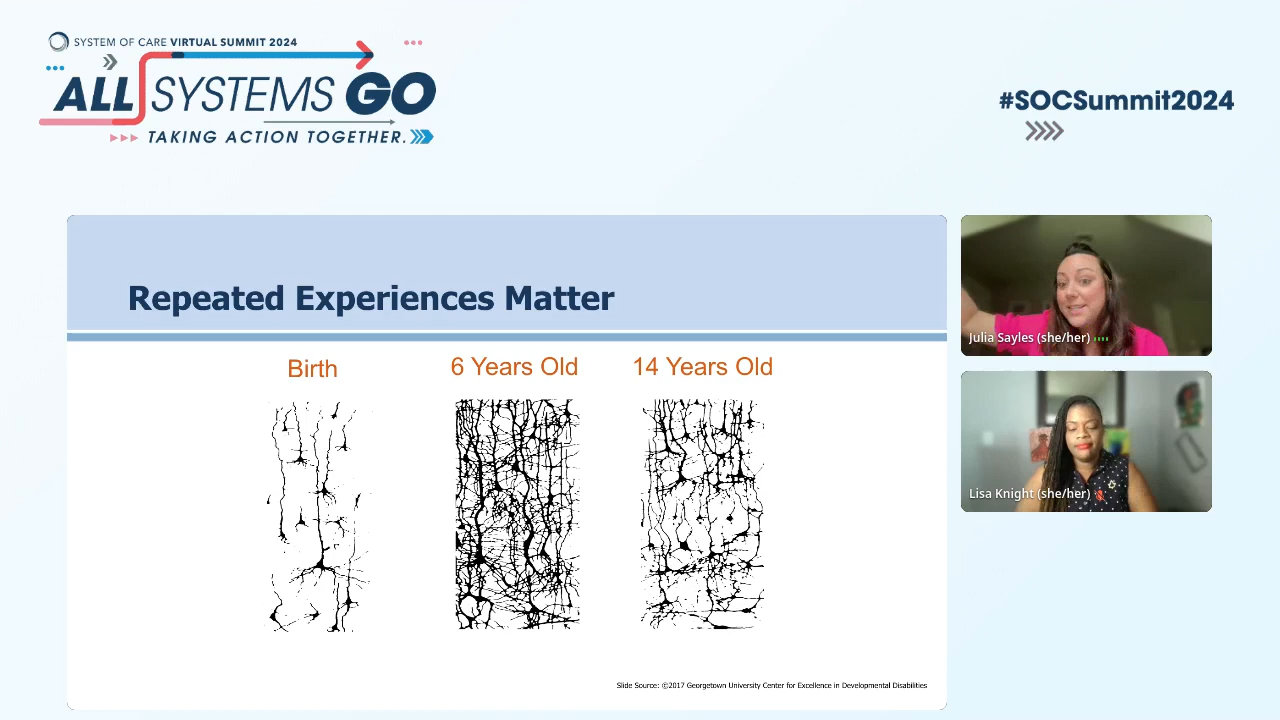 SYSTEM OF CARE VIRTUAL SUMMIT 2024
ALL SYSTEMS GO
TAKING ACTION TOGETHER.
#SOCSummit2024
Repeated Experiences Matter
Birth
6 Years Old
14 Years Old
Slide Source: ©2017 Georgetown University Center for Excellence in Developmental Disabilities
Julia Sayles (she/her)
Lisa Knight (she/her)